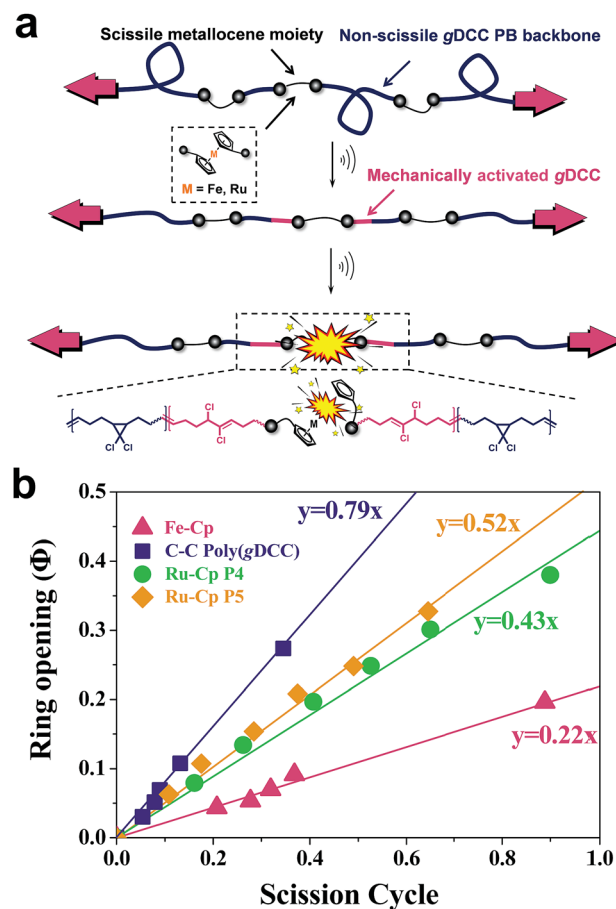 a
Scissile metallocene moiety
Non-scissile gDCC PB backbone
M
M = Fe, Ru
Mechanically activated gDCC
Cl
Cl
Cl
Cl
M
Cl
Cl
Cl Cl
b
Ring opening (Φ)
0.5
0.4
0.3
0.2
0.1
0.0
Fe-Cp
C-C Poly(gDCC)
Ru-Cp P4
Ru-Cp P5
y=0.79x
y=0.52x
y=0.43x
y=0.22x
0.0 0.2 0.4 0.6 0.8 1.0
Scission Cycle